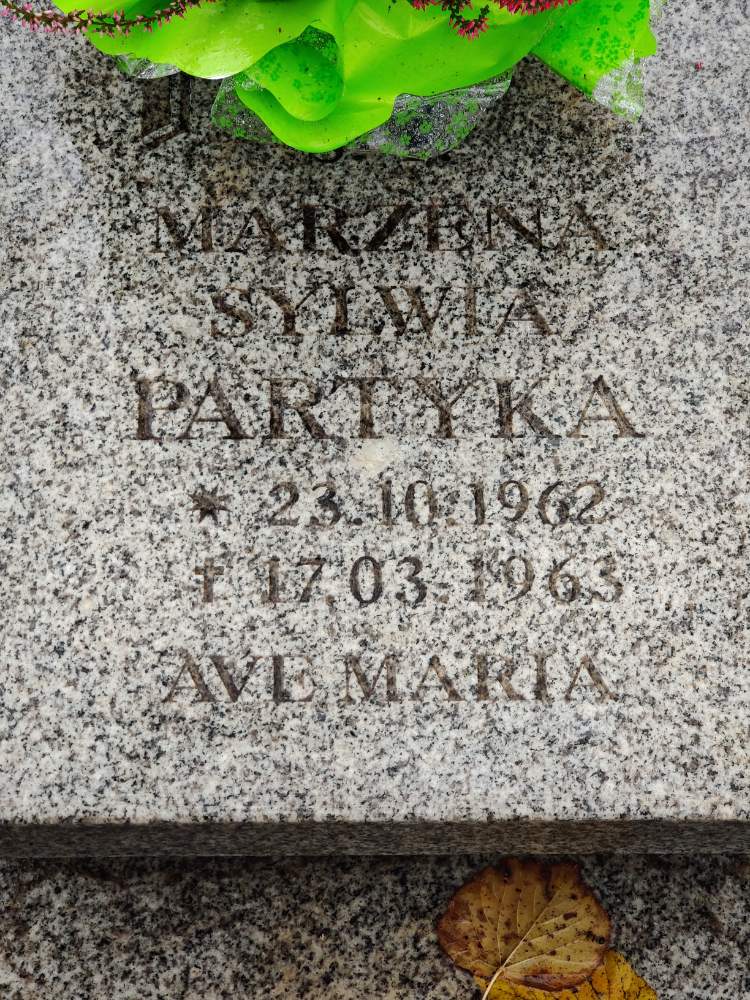 MARZENA
SYLWIA
PARTYKA
* 23.10.1962
† 17.03.1963
AVE MARIA